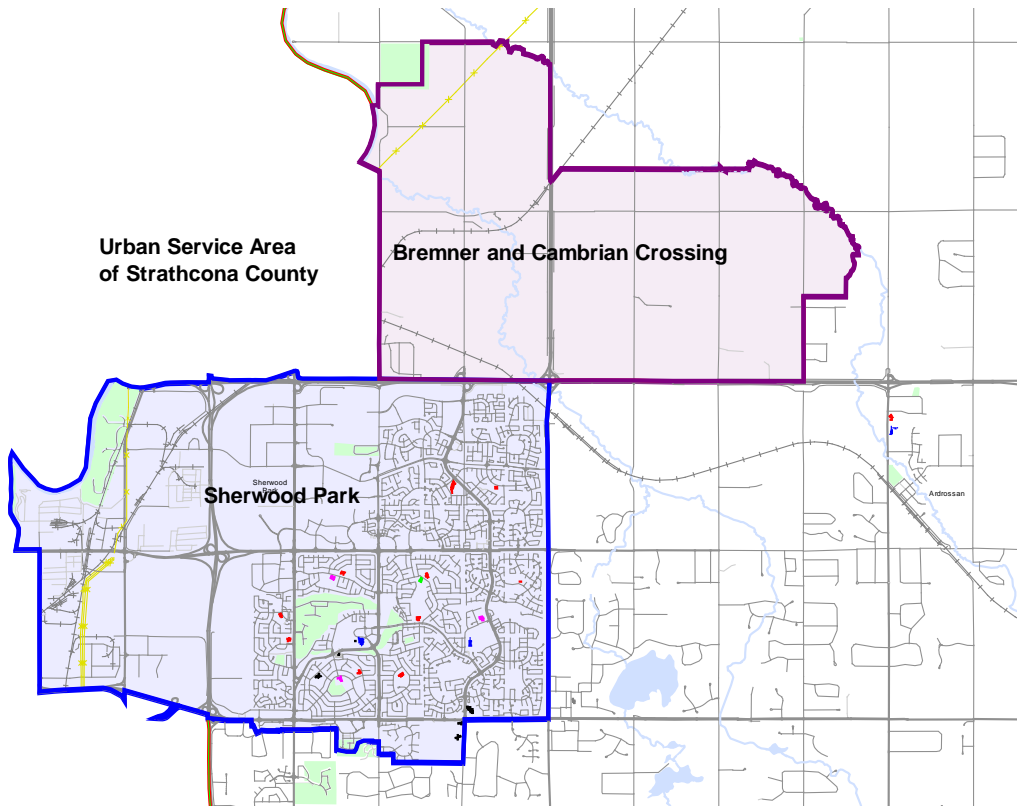 Urban Service Area
of Strathcona County
Bremner and Cambrian Crossing
Sherwood
Park
Sherwood Park
Ardrossan